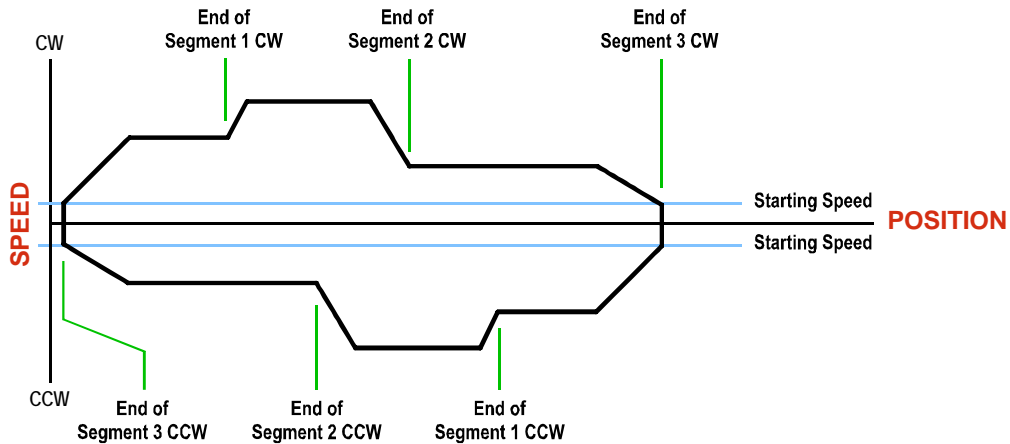 End of
Segment 1 CW
End of
Segment 2 CW
End of
Segment 3 CW
CW
SPEED
Starting Speed
POSITION
Starting Speed
CCW
End of
Segment 3 CCW
End of
Segment 2 CCW
End of
Segment 1 CCW